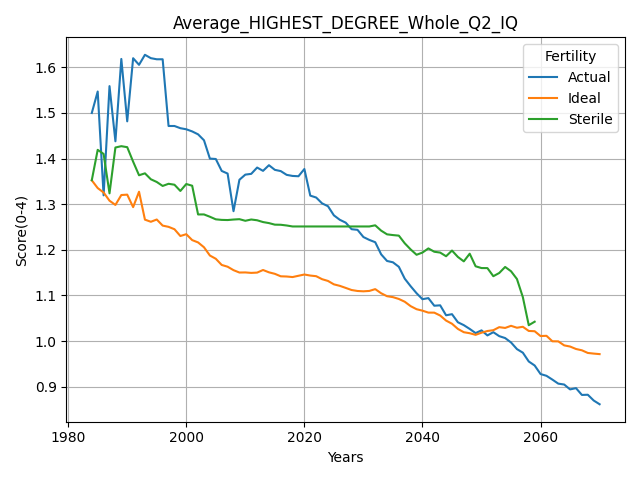 Average_HIGHEST_DEGREE_Whole_Q2_IQ
Fertility
Actual
Ideal
Sterile
Score(0-4)
1.6
1.5
1.4
1.3
1.2
1.1
1.0
0.9
1980 2000 2020 2040 2060
Years